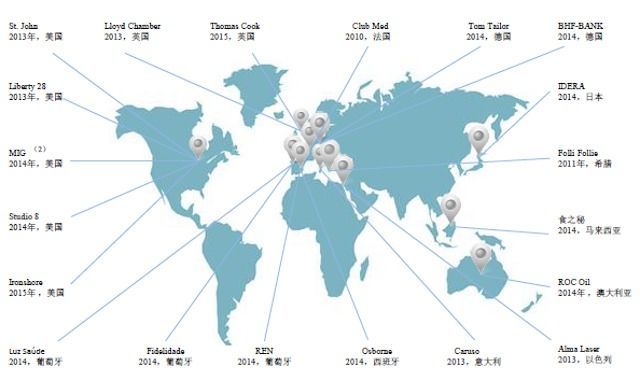 St. John
2013年，美国
Lloyd Chamber
2013，英国
Thomas Cook
2015，英国
Club Med
2010，法国
Tom Tailor
2014，德国
BHF-BANK
2014，德国
Liberty 28
2013年，美国
IDERA
2014，日本
MIG （2）
2014年，美国
Folli Follie
2011年，希腊
Studio 8
2014年，美国
食之秘
2014，马来西亚
Ironshore
2015年，美国
ROC Oil
2014年，澳大利亚
Luz Saúde
2014，葡萄牙
Fidelidade
2014，葡萄牙
REN
2014，葡萄牙
Osborne
2014，西班牙
Caruso
2013，意大利
Alma Laser
2013，以色列